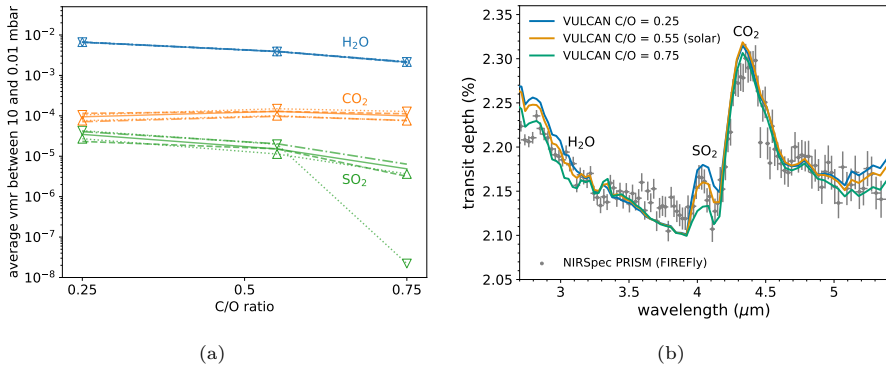 average vmr between 10 and 0.01 mbar
10⁻²
10⁻³
10⁻⁴
10⁻⁵
10⁻⁶
10⁻⁷
10⁻⁸
H₂O
CO₂
SO₂
0.25
0.5
0.75
C/O ratio
(a)
transit depth (%)
2.35
2.30
2.25
2.20
2.15
2.10
2.05
VULCAN C/O = 0.25
VULCAN C/O = 0.55 (solar)
VULCAN C/O = 0.75
CO₂
H₂O
SO₂
NIRSpec PRISM (FIREFly)
3
3.5
4
4.5
5
wavelength (μm)
(b)